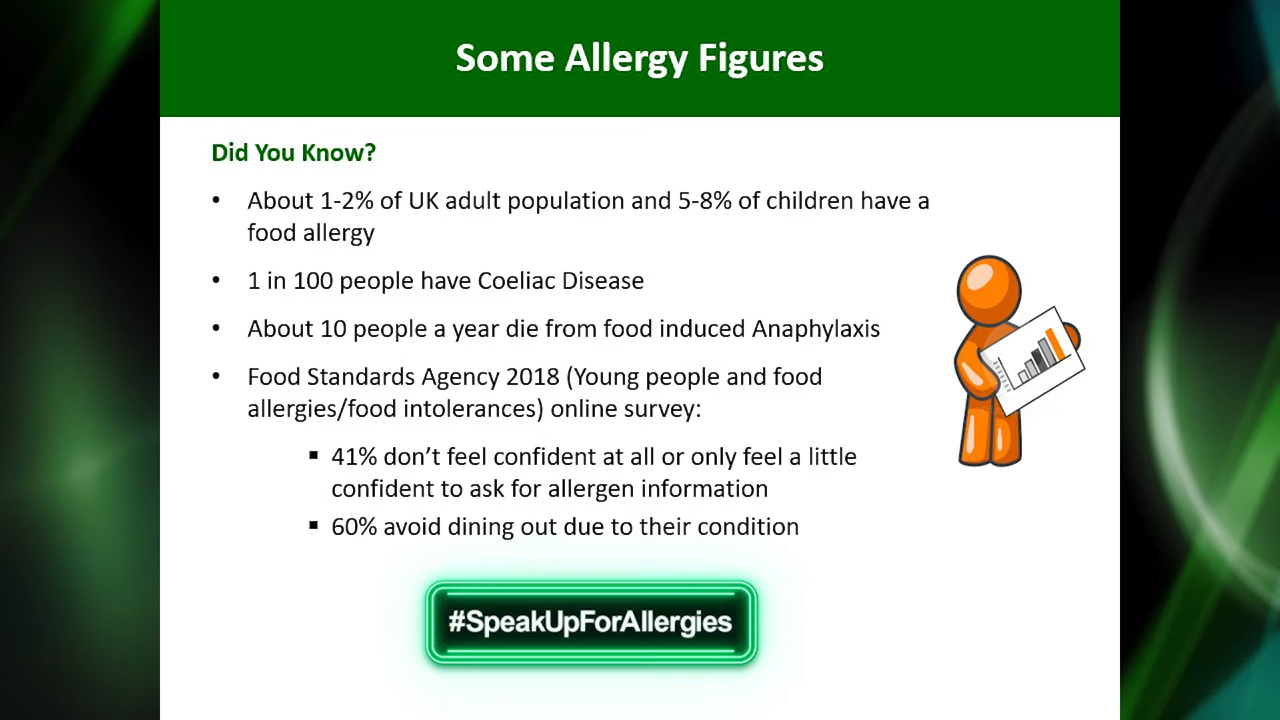 Some Allergy Figures
Did You Know?
• About 1-2% of UK adult population and 5-8% of children have a
food allergy
• 1 in 100 people have Coeliac Disease
• About 10 people a year die from food induced Anaphylaxis
• Food Standards Agency 2018 (Young people and food
allergies/food intolerances) online survey:
▪ 41% don’t feel confident at all or only feel a little
confident to ask for allergen information
▪ 60% avoid dining out due to their condition
#SpeakUpForAllergies